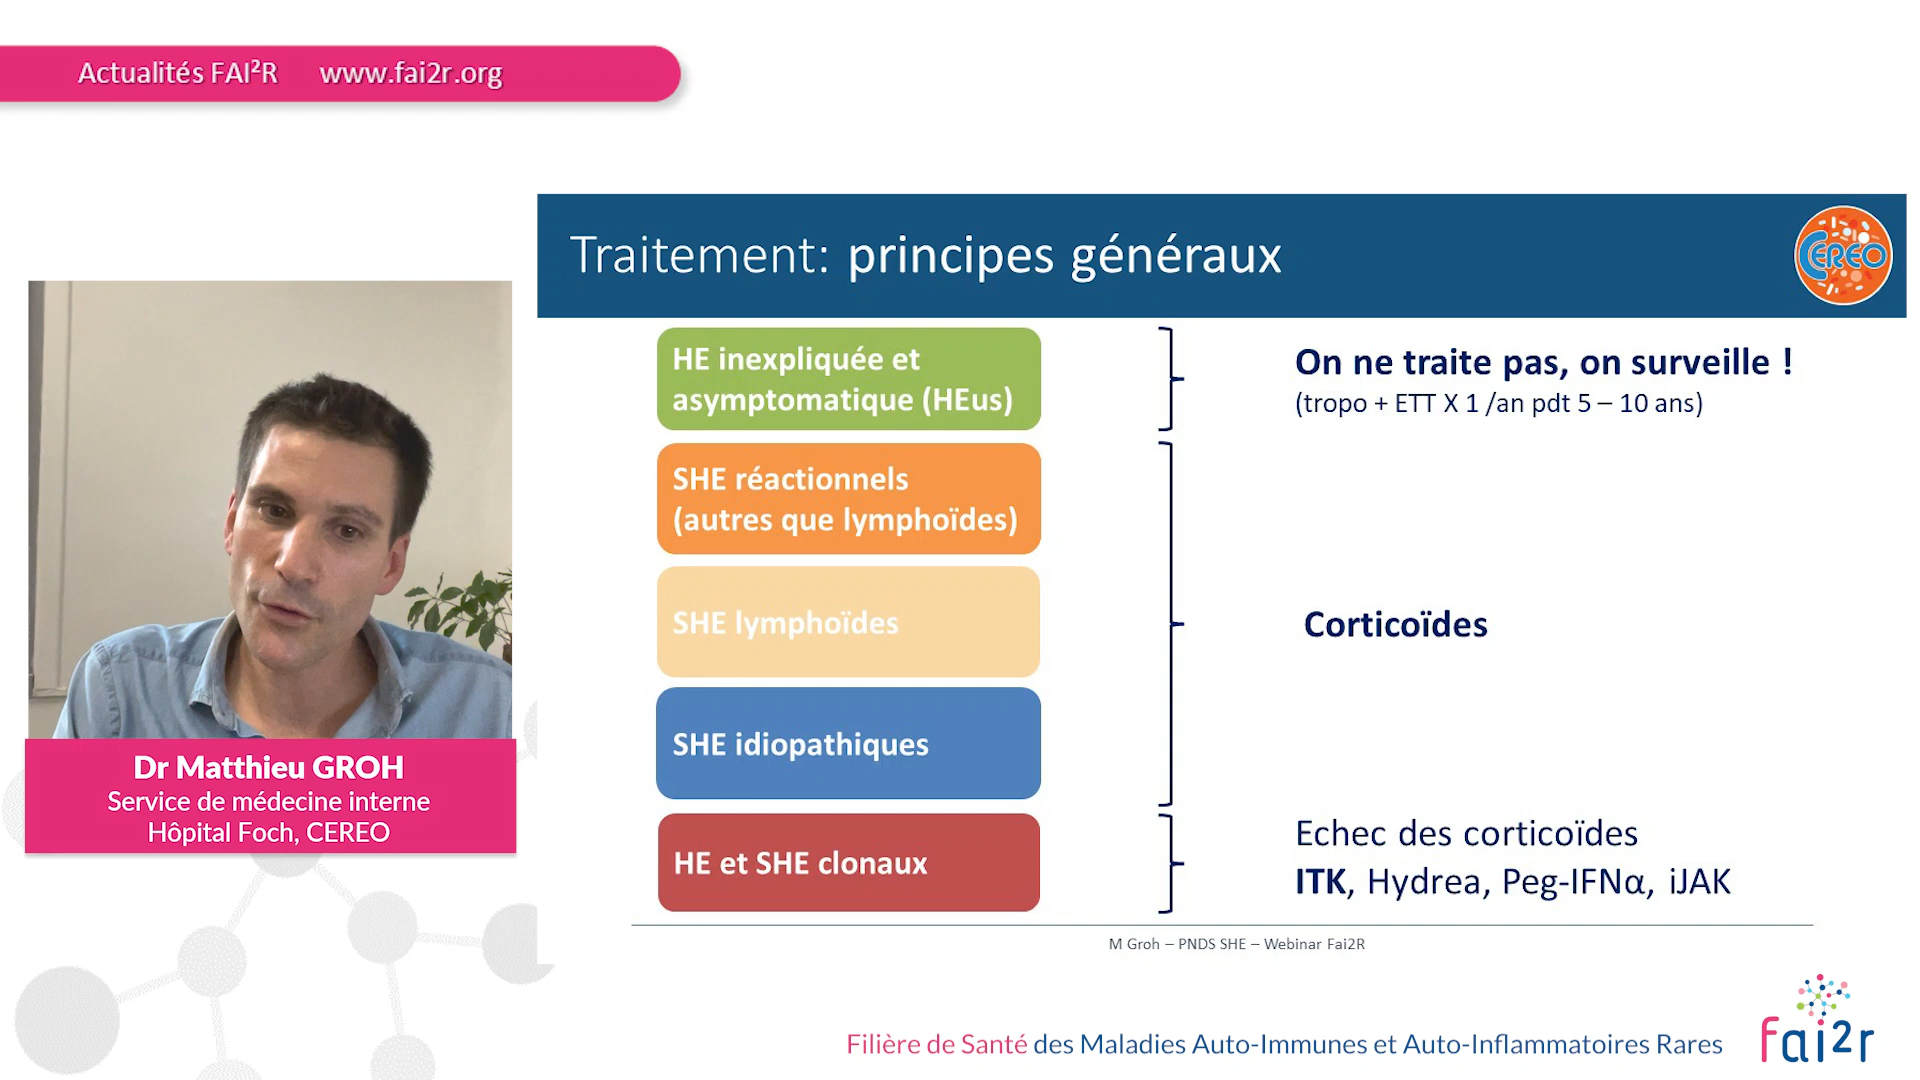 Actualités FAI²R www.fai2r.org
Traitement: principes généraux
CEREO
HE inexpliquée et
asymptomatique (HEus)
On ne traite pas, on surveille !
(tropo + ETT X 1 /an pdt 5 – 10 ans)
SHE réactionnels
(autres que lymphoïdes)
SHE lymphoïdes
SHE idiopathiques
Corticoïdes
HE et SHE clonaux
Echec des corticoïdes
ITK, Hydrea, Peg-IFNα, iJAK
M Groh – PNDS SHE – Webinar Fai2R
Dr Matthieu GROH
Service de médecine interne
Hôpital Foch, CEREO
Filière de Santé des Maladies Auto-Immunes et Auto-Inflammatoires Rares
fai2r